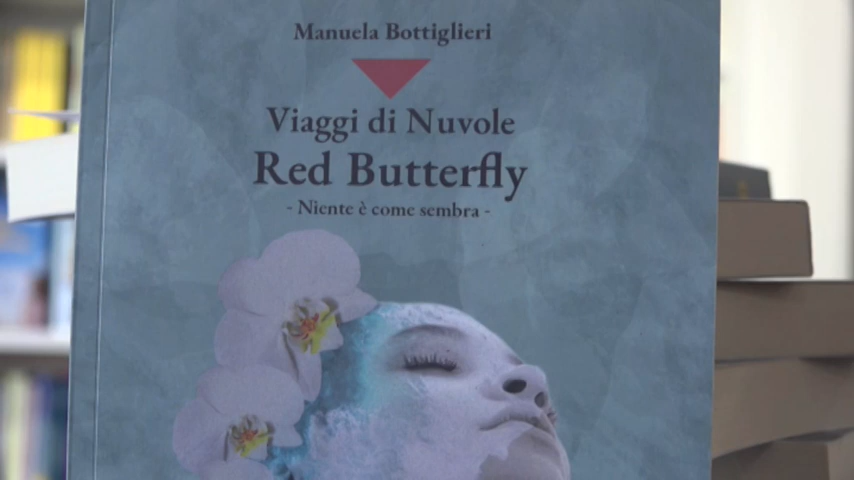 Manuela Bottiglieri
Viaggi di Nuvole
Red Butterfly
- Niente è come sembra -